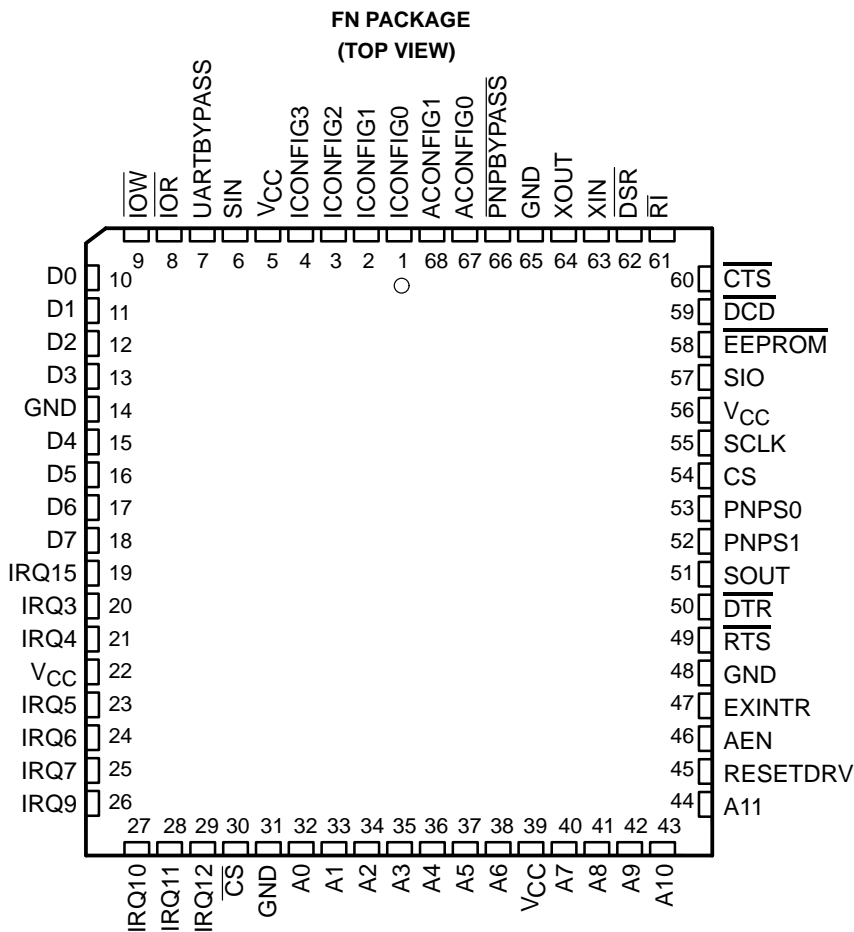 FN PACKAGE
(TOP VIEW)
IOW
IOR
UARTBYPASS
SIN
VCC
ICONFIG3
ICONFIG2
ICONFIG1
ICONFIG0
ACONFIG1
ACONFIG0
PNPBYPASS
GND
XOUT
XIN
DSR
RI
9 8 7 6 5 4 3 2 1 68 67 66 65 64 63 62 61
D0 10
D1 11
D2 12
D3 13
GND 14
D4 15
D5 16
D6 17
D7 18
IRQ15 19
IRQ3 20
IRQ4 21
VCC 22
IRQ5 23
IRQ6 24
IRQ7 25
IRQ9 26
60 CTS
59 DCD
58 EEPROM
57 SIO
56 VCC
55 SCLK
54 CS
53 PNPS0
52 PNPS1
51 SOUT
50 DTR
49 RTS
48 GND
47 EXINTR
46 AEN
45 RESETDRV
44 A11
27 28 29 30 31 32 33 34 35 36 37 38 39 40 41 42 43
IRQ10
IRQ11
IRQ12
CS
GND
A0
A1
A2
A3
A4
A5
A6
VCC
A7
A8
A9
A10